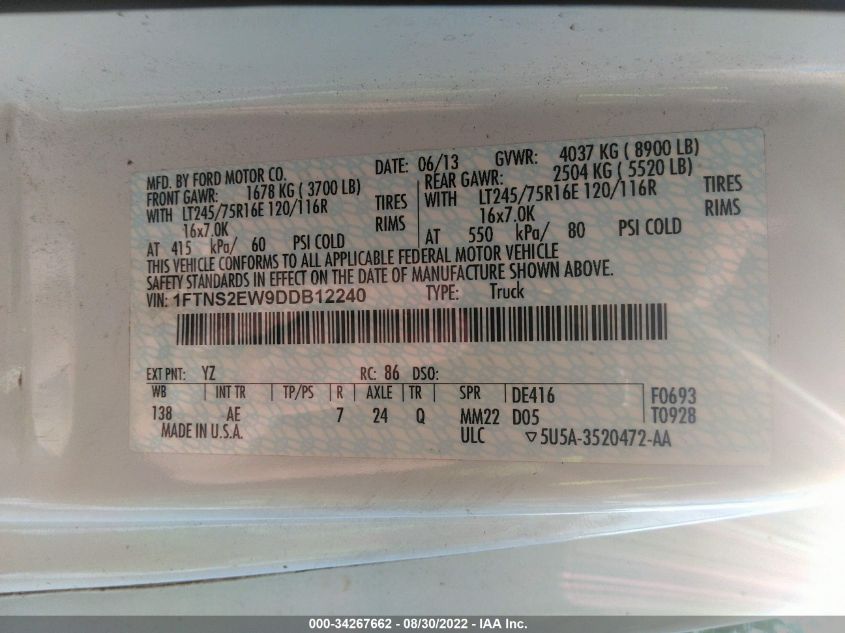 MFD. BY FORD MOTOR CO. DATE: 06/13 GVWR: 4037 KG ( 8900 LB)
FRONT GAWR: 1678 KG ( 3700 LB) REAR GAWR: 2504 KG ( 5520 LB)
WITH LT245/75R16E 120/116R TIRES WITH LT245/75R16E 120/116R TIRES
16x7.0K RIMS 16x7.0K RIMS
AT 415 kPa/ 60 PSI COLD AT 550 kPa/ 80 PSI COLD
THIS VEHICLE CONFORMS TO ALL APPLICABLE FEDERAL MOTOR VEHICLE
SAFETY STANDARDS IN EFFECT ON THE DATE OF MANUFACTURE SHOWN ABOVE.
VIN: 1FTNS2EW9DDB12240 TYPE: Truck
EXT PNT: YZ RC: 86 DSO:
WB INT TR TP/PS R AXLE TR SPR DE416 F0693
138 AE 7 24 Q MM22 D05 T0928
MADE IN U.S.A. ULC ▽5U5A-3520472-AA
000-34267662 - 08/30/2022 - IAA Inc.